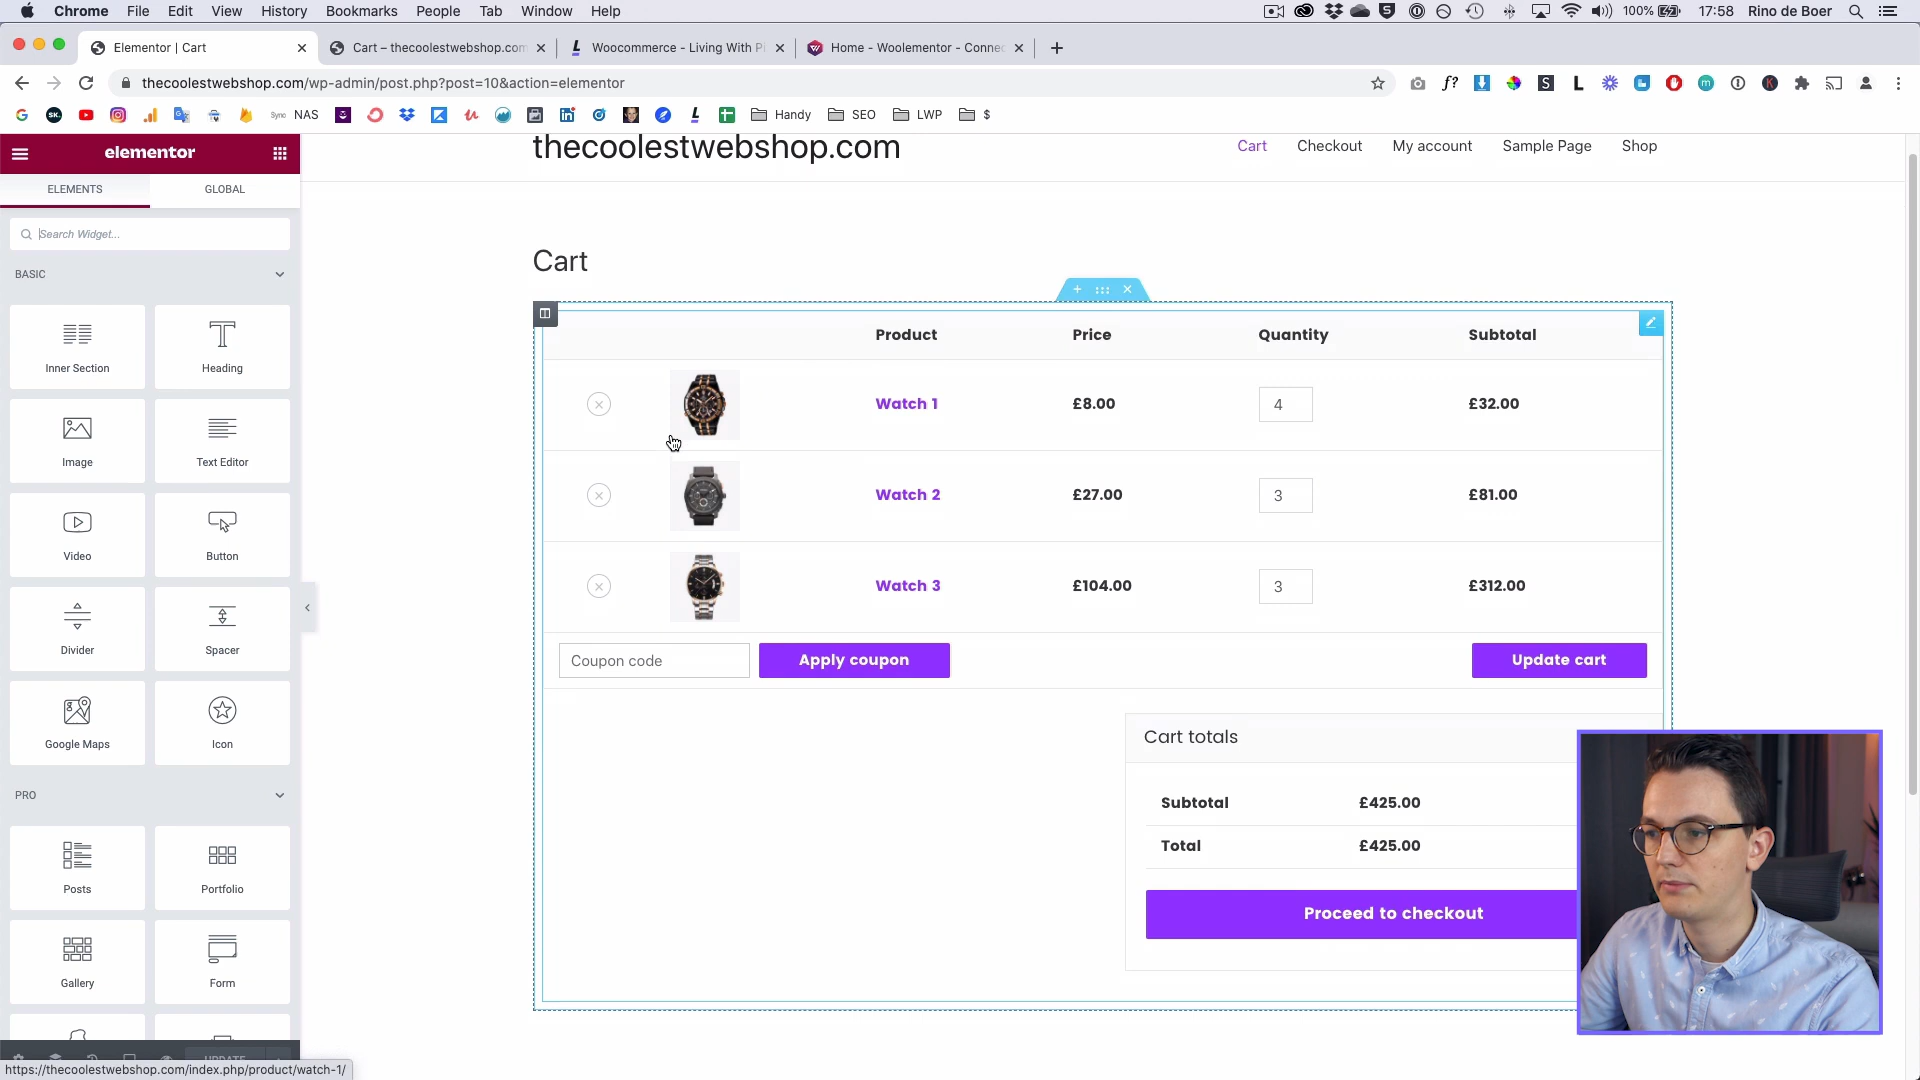 Chrome File Edit View History Bookmarks People Tab Window Help 100% 17:58 Rino de Boer
Elementor | Cart Cart – thecoolestwebshop.com Woocommerce - Living With Pi Home - Woolementor - Connec
thecoolestwebshop.com/wp-admin/post.php?post=10&action=elementor
NAS Handy SEO LWP $
elementor
ELEMENTS GLOBAL
Search Widget...
BASIC
Inner Section Heading
Image Text Editor
Video Button
Divider Spacer
Google Maps Icon
PRO
Posts Portfolio
Gallery Form
UPDATE
https://thecoolestwebshop.com/index.php/product/watch-1/
thecoolestwebshop.com
Cart Checkout My account Sample Page Shop
Cart
Product Price Quantity Subtotal
Watch 1 £8.00 4 £32.00
Watch 2 £27.00 3 £81.00
Watch 3 £104.00 3 £312.00
Coupon code Apply coupon Update cart
Cart totals
Subtotal £425.00
Total £425.00
Proceed to checkout